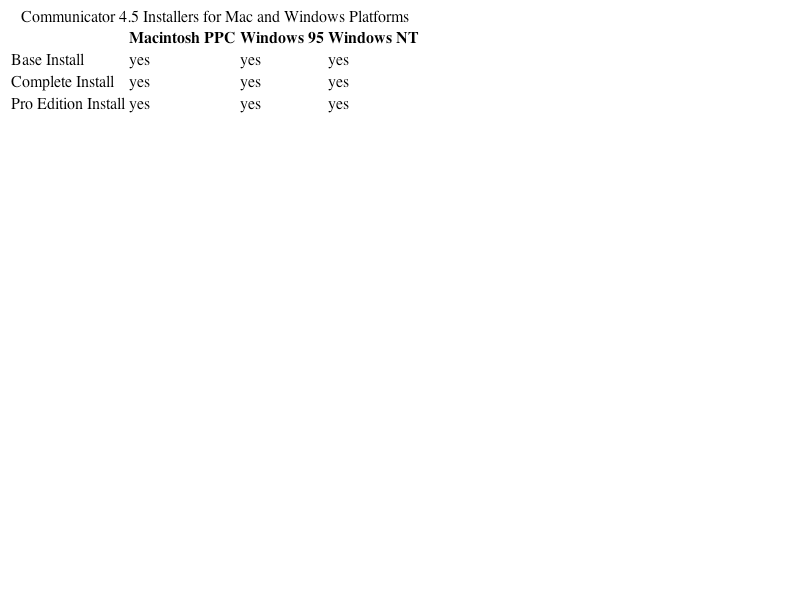 Communicator 4.5 Installers for Mac and Windows Platforms
Macintosh PPC Windows 95 Windows NT
Base Install yes yes yes
Complete Install yes yes yes
Pro Edition Install yes yes yes